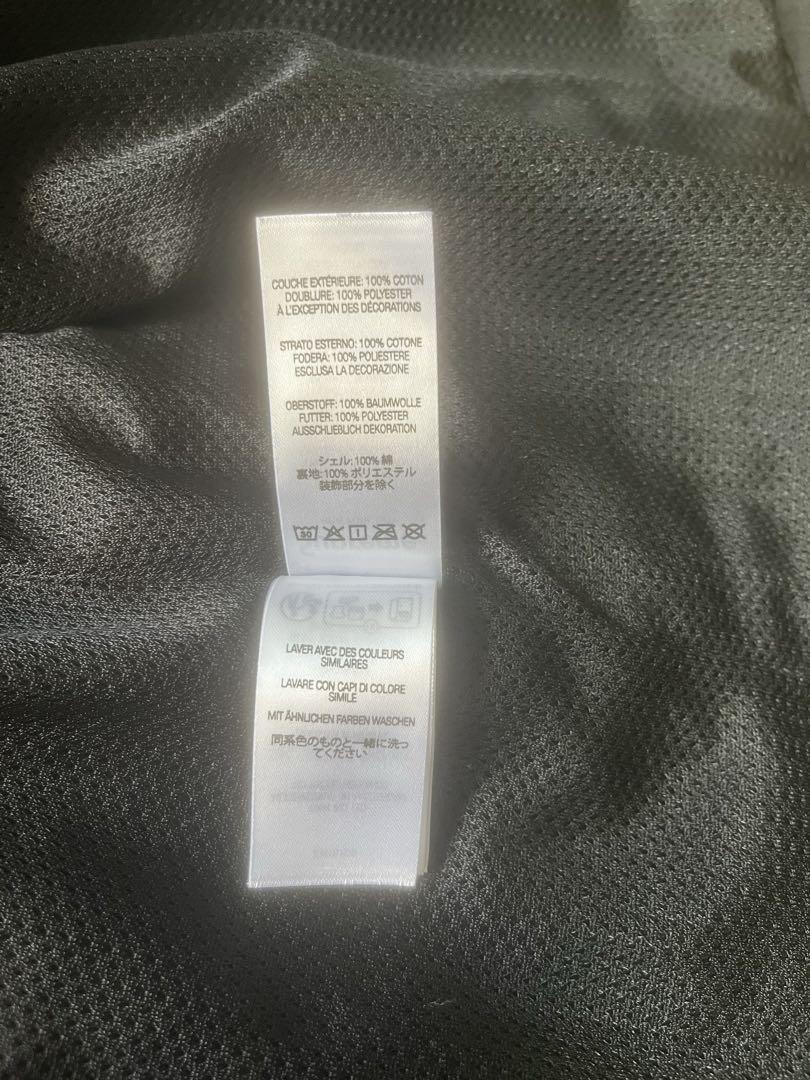 COUCHE EXTÉRIEURE: 100% COTON
DOUBLURE: 100% POLYESTER
À L'EXCEPTION DES DÉCORATIONS
STRATO ESTERNO: 100% COTONE
FODERA: 100% POLIESTERE
ESCLUSA LA DECORAZIONE
OBERSTOFF: 100% BAUMWOLLE
FUTTER: 100% POLYESTER
AUSSCHLIEBLICH DEKORATION
シェル: 100% 綿
裏地: 100% ポリエステル
装飾部分を除く
30
LAVER AVEC DES COULEURS
SIMILAIRES
LAVARE CON CAPI DI COLORE
SIMILE
MIT ÄHNLICHEN FARBEN WASCHEN
同系色のものと一緒に洗っ
てください